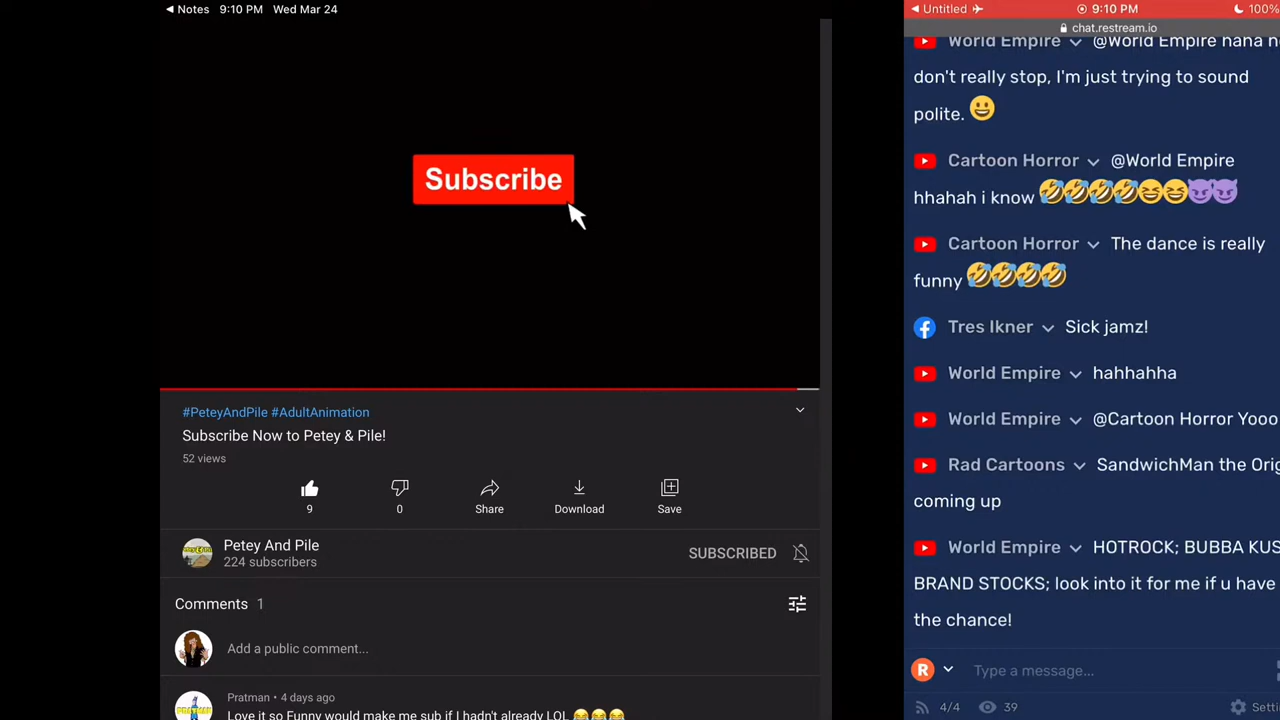 Notes 9:10 PM Wed Mar 24
Subscribe
#PeteyAndPile #AdultAnimation
Subscribe Now to Petey & Pile!
52 views
9 0 Share Download Save
Petey And Pile
224 subscribers
SUBSCRIBED
Comments 1
Add a public comment...
Pratman • 4 days ago
Love it so Funny would make me sub if I hadn't already LOL 😂😂😂
Untitled 9:10 PM 100%
chat.restream.io
World Empire @World Empire haha n
don't really stop, I'm just trying to sound
polite. 😀
Cartoon Horror @World Empire
hhahah i know 🤣🤣🤣🤣😆😆😈😈
Cartoon Horror The dance is really
funny 🤣🤣🤣🤣
Tres Ikner Sick jamz!
World Empire hahhahha
World Empire @Cartoon Horror Yooo
Rad Cartoons SandwichMan the Orig
coming up
World Empire HOTROCK; BUBBA KUS
BRAND STOCKS; look into it for me if u have
the chance!
R Type a message...
4/4 39 Setti